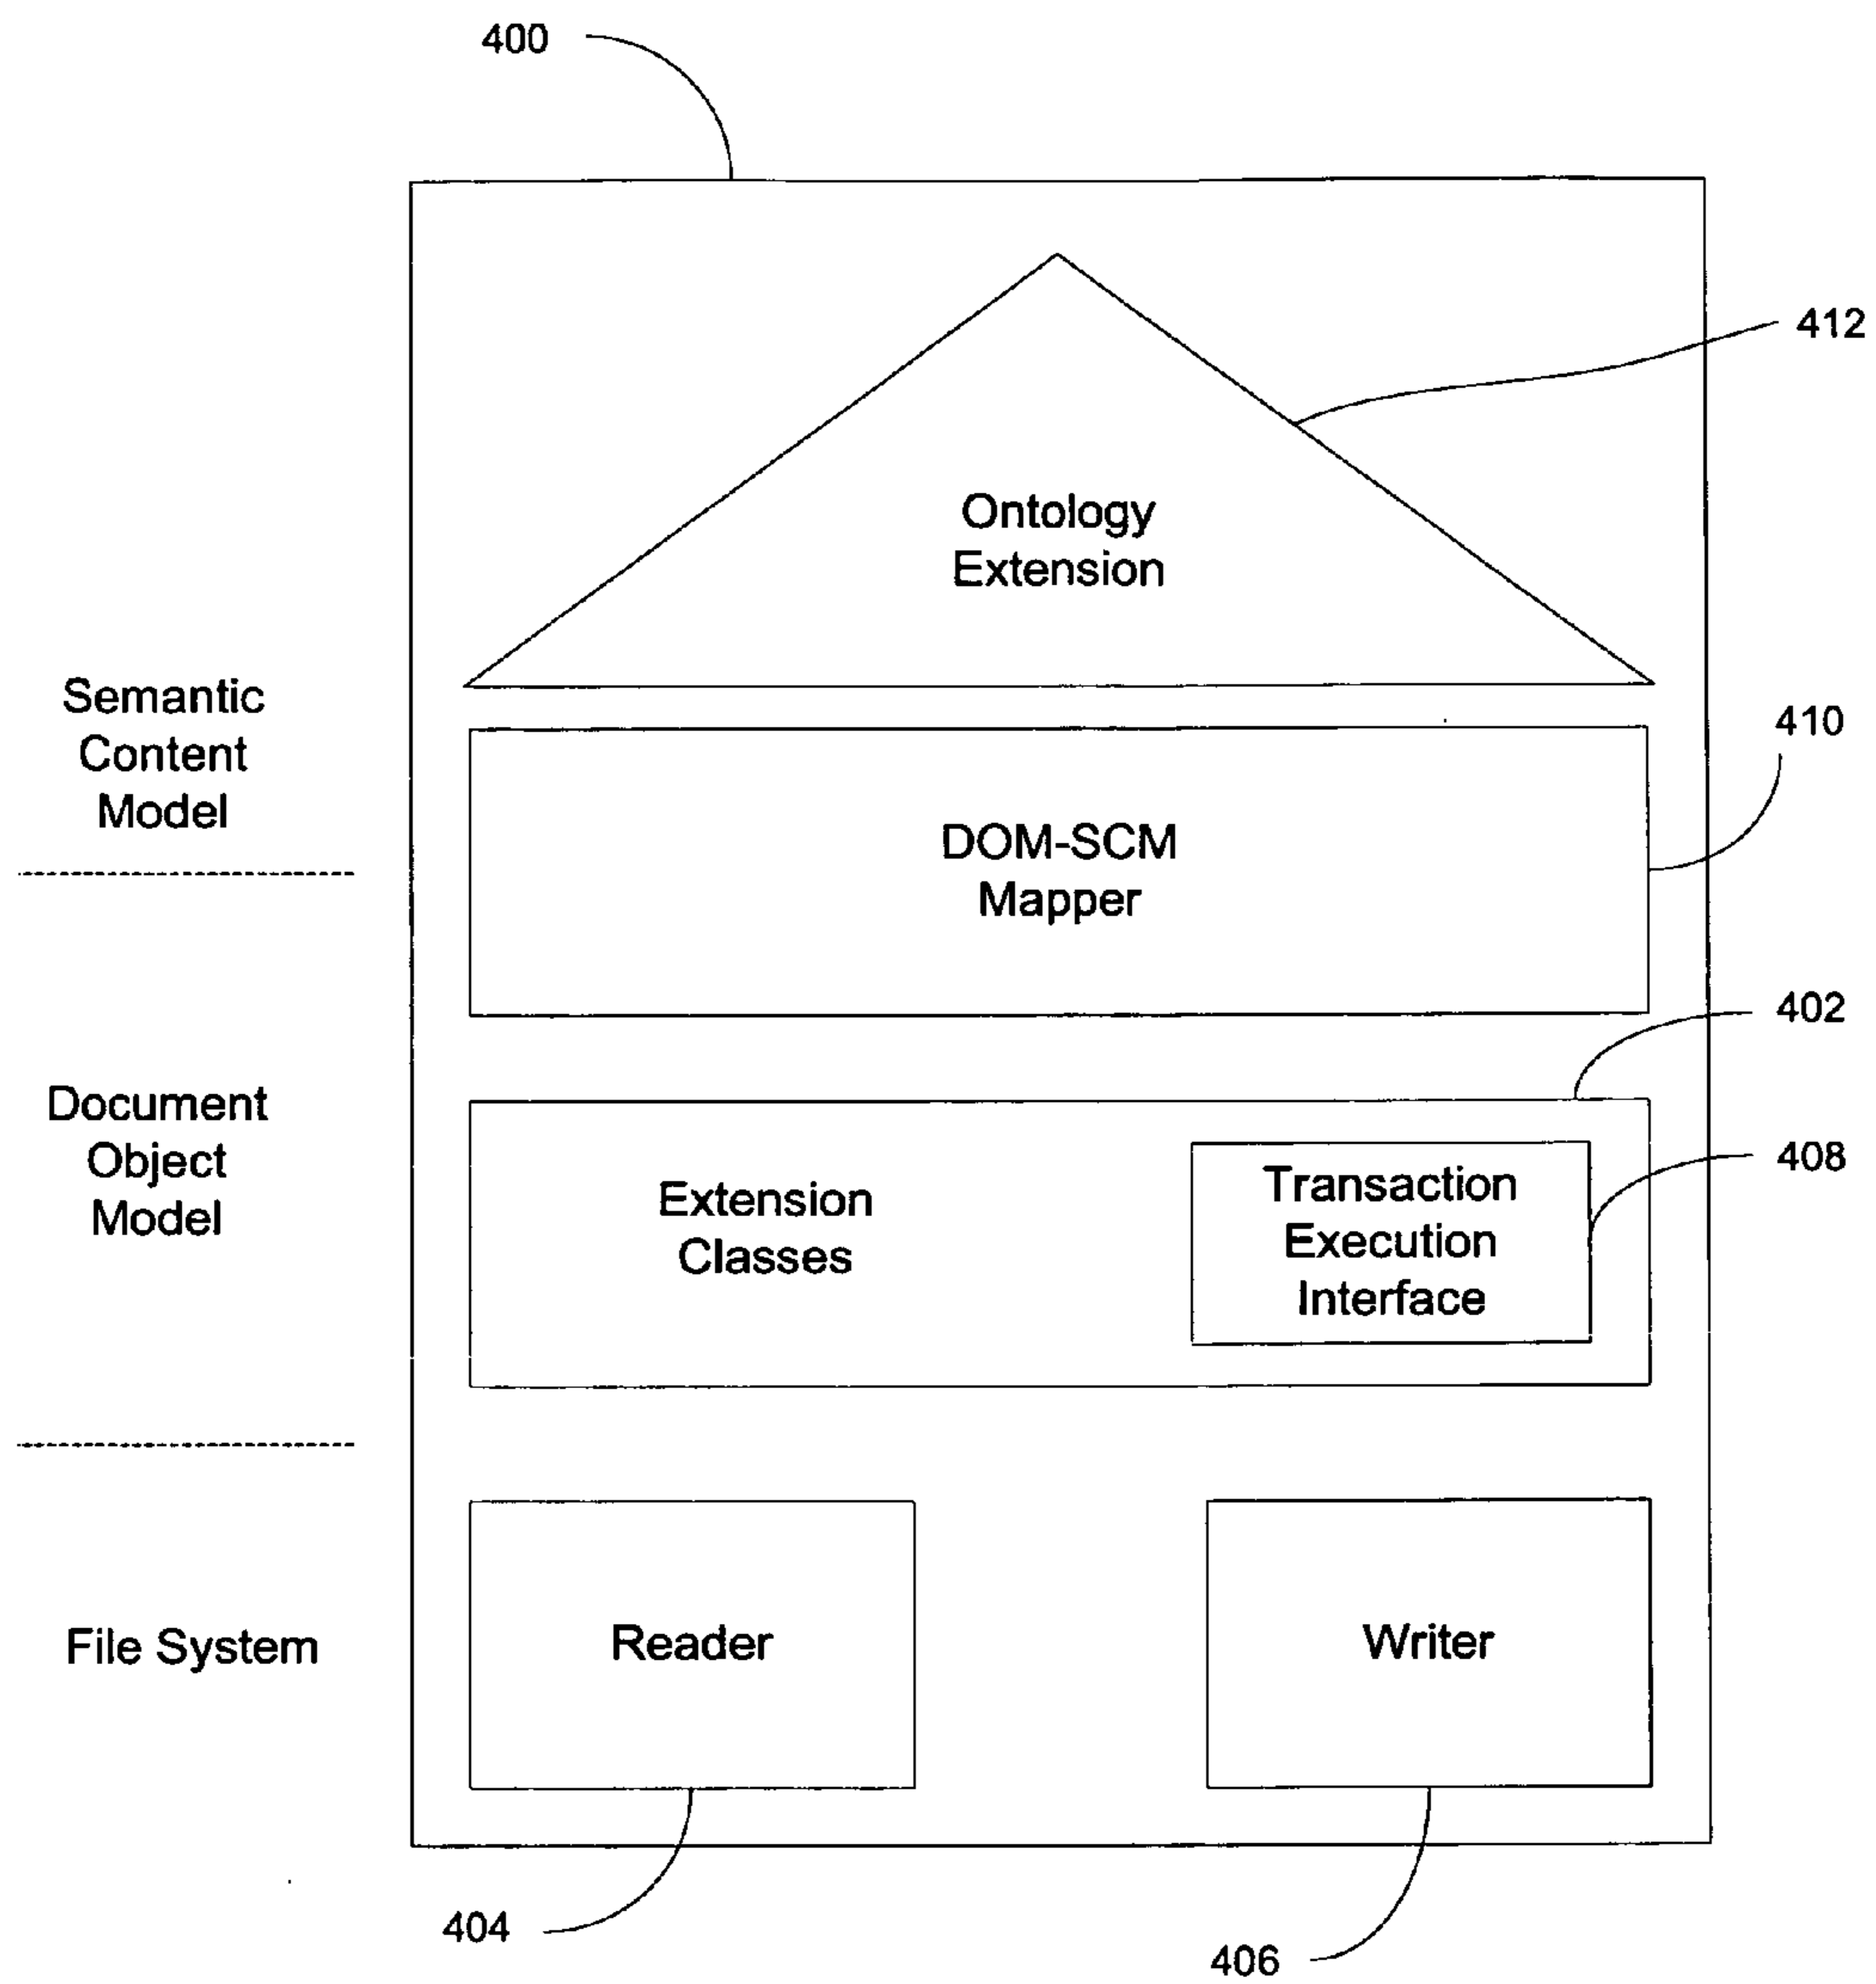 400
412
Ontology
Extension
Semantic
Content
Model
410
DOM-SCM
Mapper
402
Document
Object
Model
408
Extension
Classes
Transaction
Execution
Interface
File System
Reader
Writer
404
406